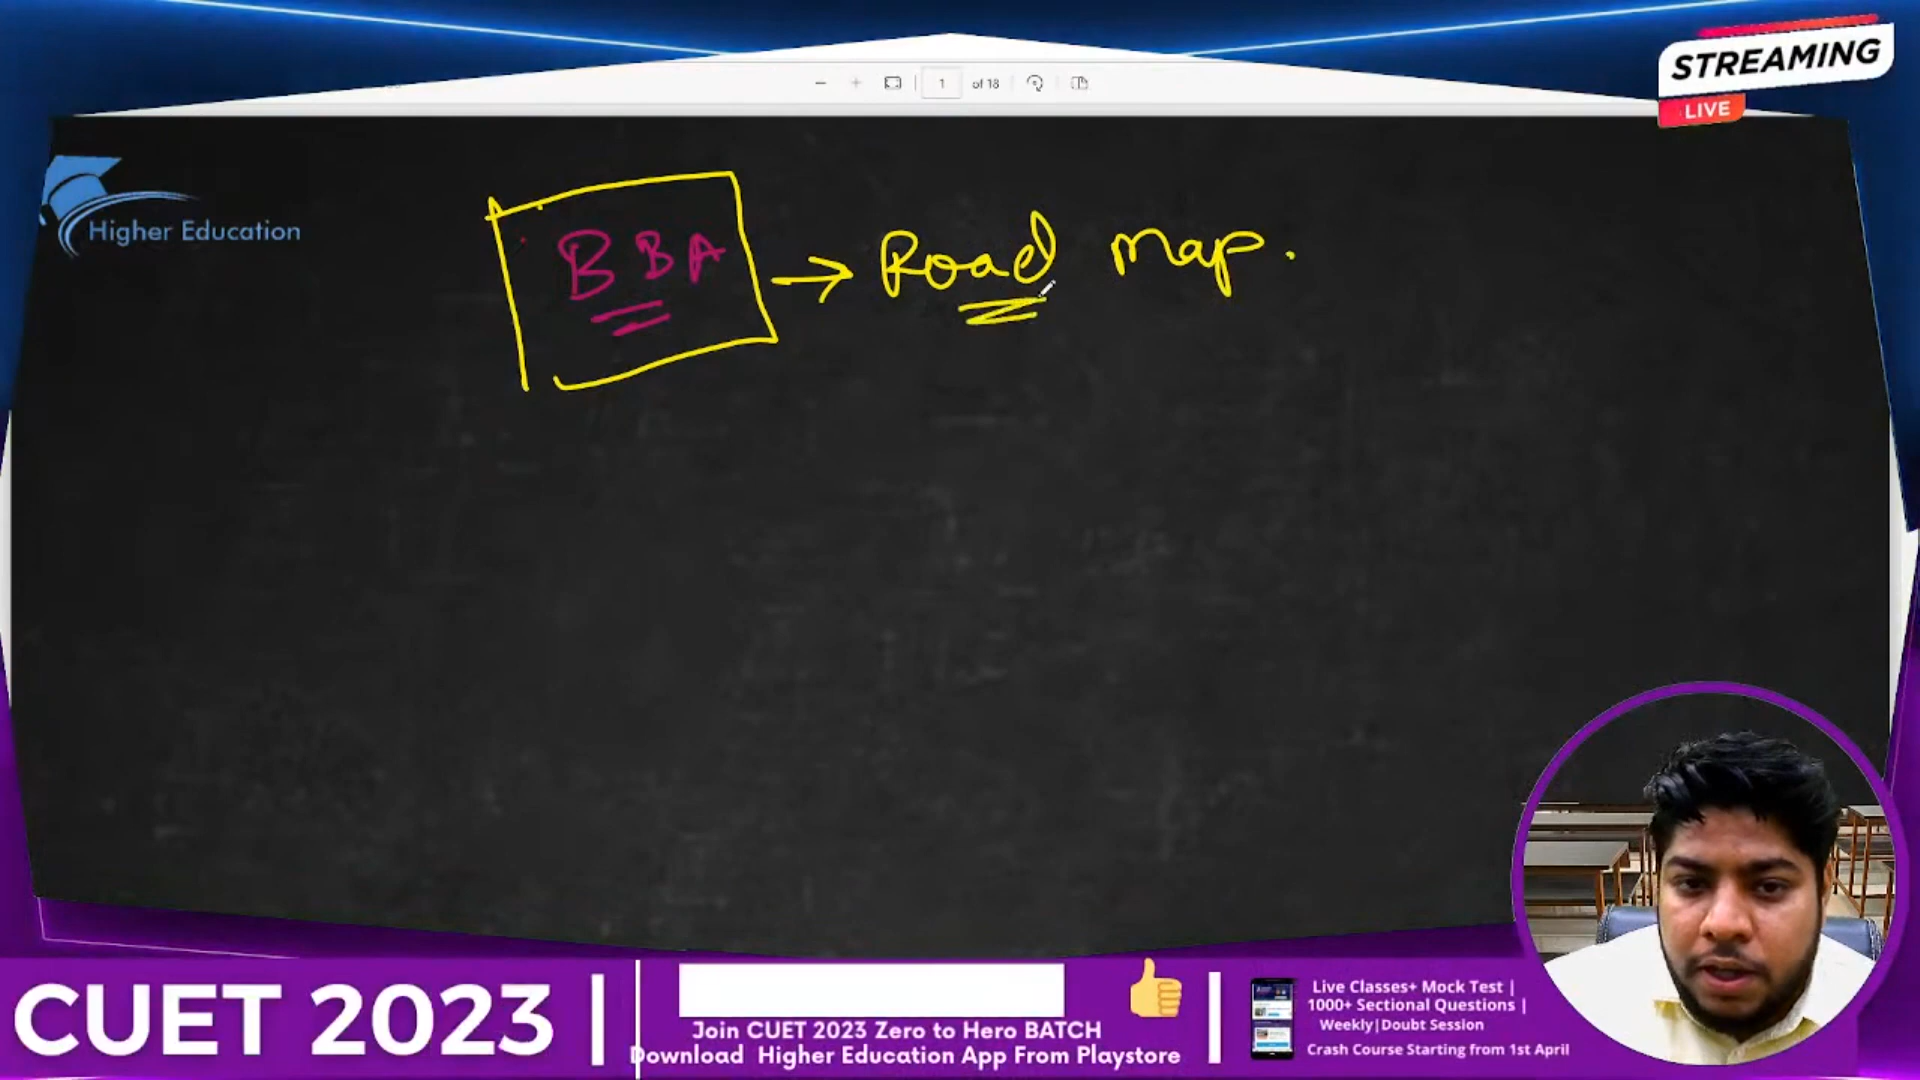 1 of 18
STREAMING
LIVE
Higher Education
BBA → Road Map.
CUET 2023
Join CUET 2023 Zero to Hero BATCH
Download Higher Education App From Playstore
Live Classes+ Mock Test |
1000+ Sectional Questions |
Weekly|Doubt Session
Crash Course Starting from 1st April